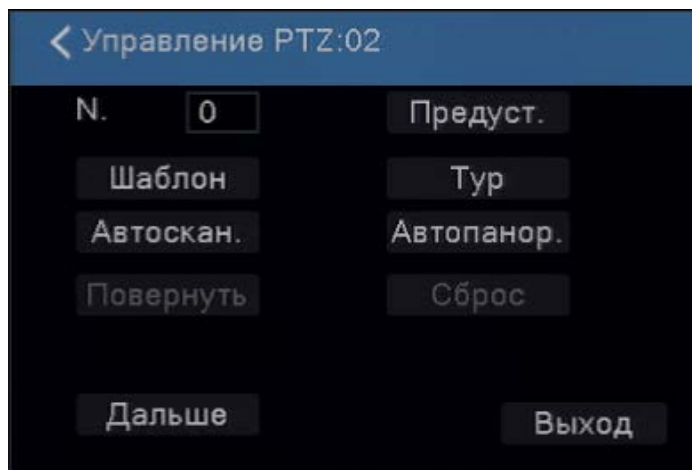 Управление PTZ:02
N. 0 Предуст.
Шаблон Тур
Автоскан. Автопанор.
Повернуть Сброс
Дальше Выход